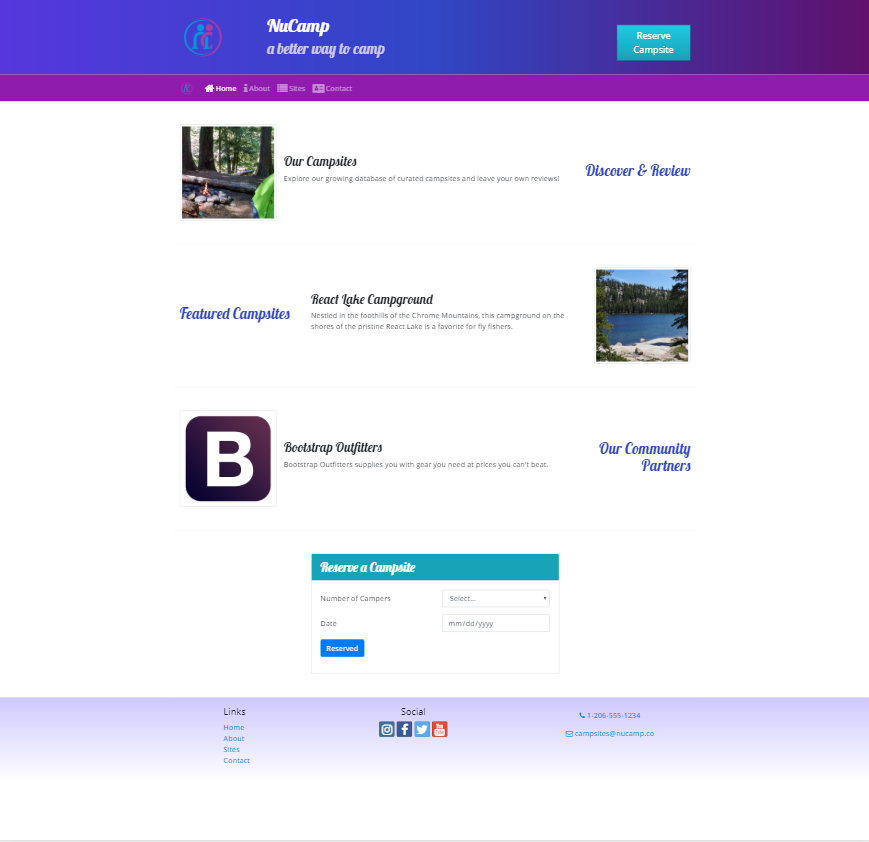 NuCamp
a better way to camp
Reserve
Campsite
Home About Sites Contact
Our Campsites
Explore our growing database of curated campsites and leave your own reviews!
Discover & Review
Featured Campsites
React Lake Campground
Nestled in the foothills of the Chrome Mountains, this campground on the
shores of the pristine React Lake is a favorite for fly fishers.
B
Bootstrap Outfitters
Bootstrap Outfitters supplies you with gear you need at prices you can't beat.
Our Community
Partners
Reserve a Campsite
Number of Campers
Select...
Date
mm/dd/yyyy
Reserved
Links
Home
About
Sites
Contact
Social
You
Tube
1-206-555-1234
campsites@nucamp.co